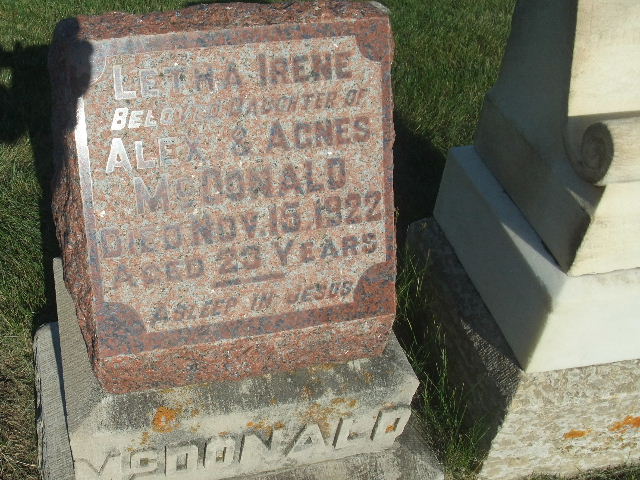 LETHA IRENE
BELOVED DAUGHTER OF
ALEX & AGNES
McDONALD
DIED NOV. 15, 1922
AGED 23 YEARS
ASLEEP IN JESUS
McDONALD